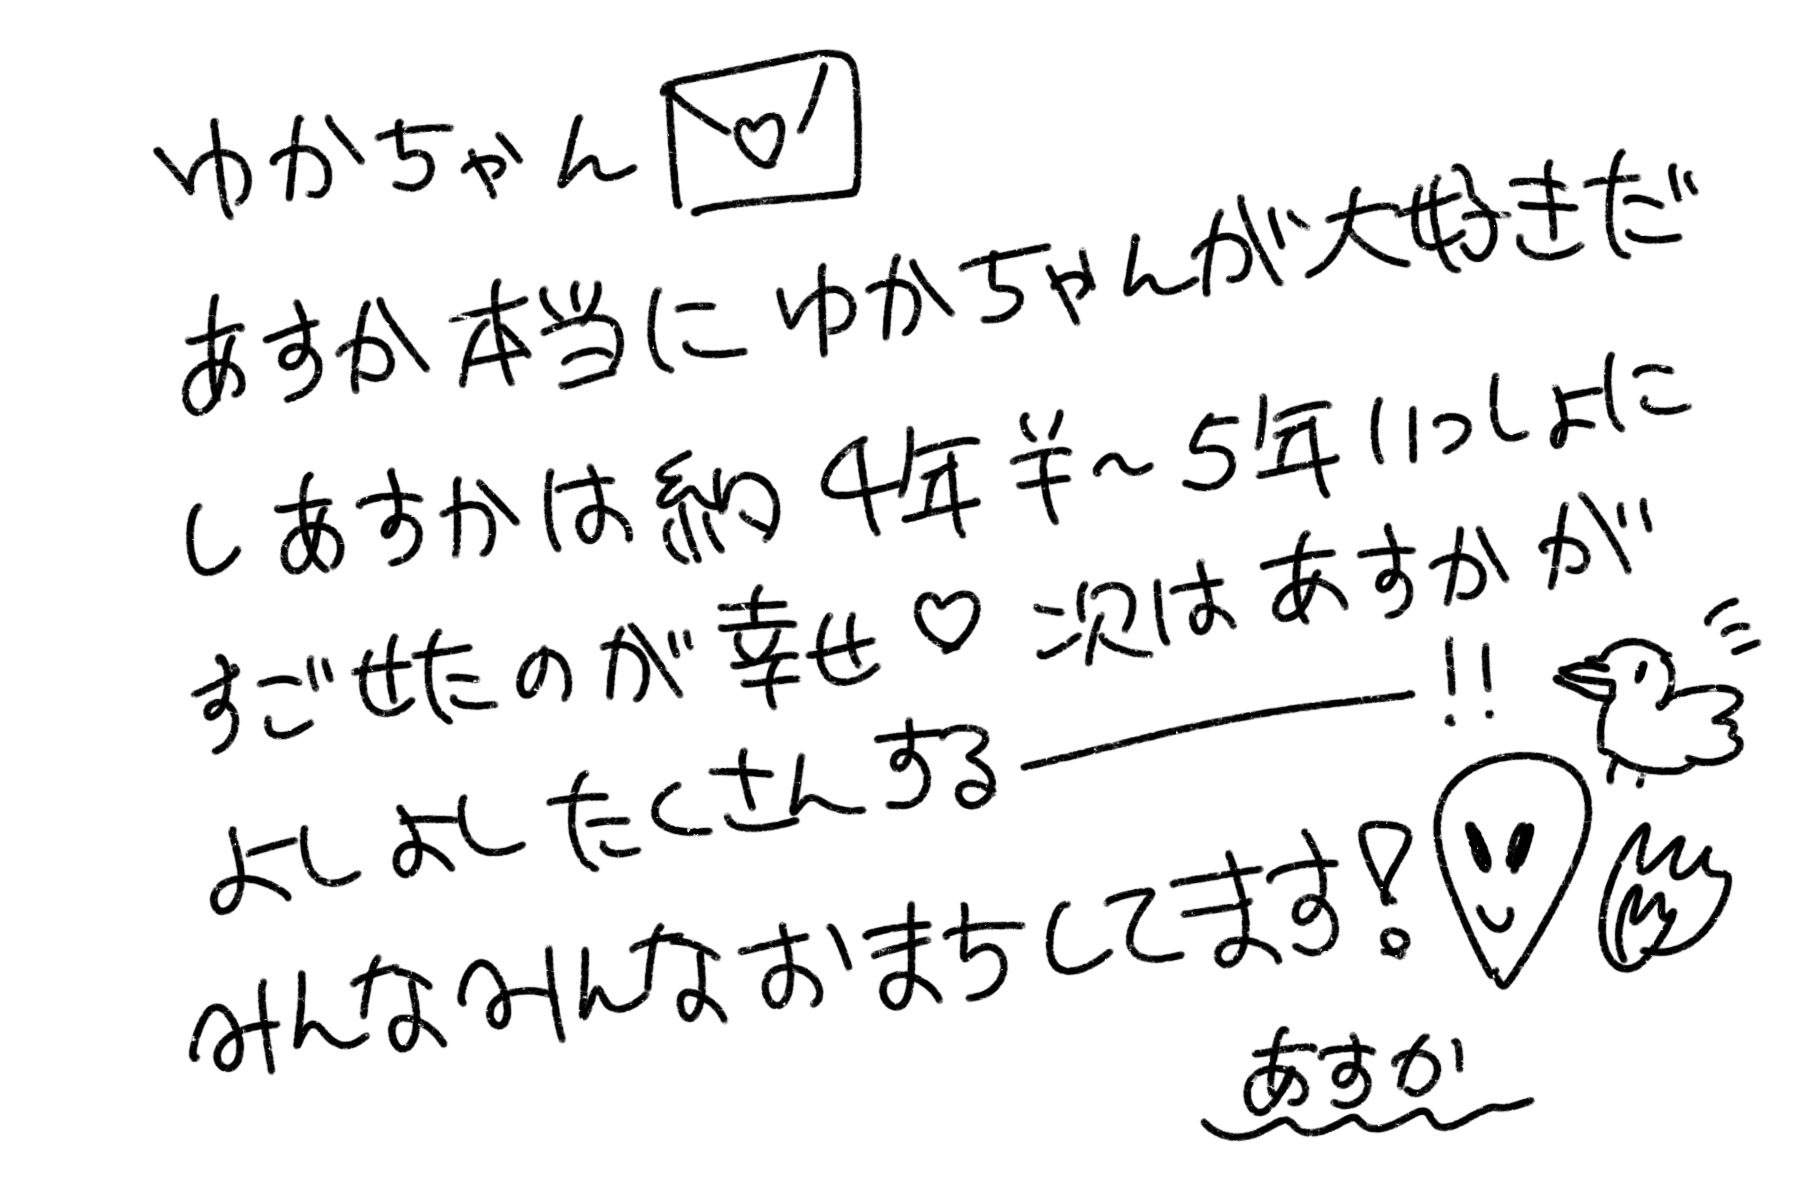 ゆかちゃん
あすか本当にゆかちゃんが大好きだ
しあすかは納4年半～5年いっしょに
すごせたのが幸せ♡次はあすかが
よしよしたくさんする―――!!
みんなみんなおまちしてます!
あすか